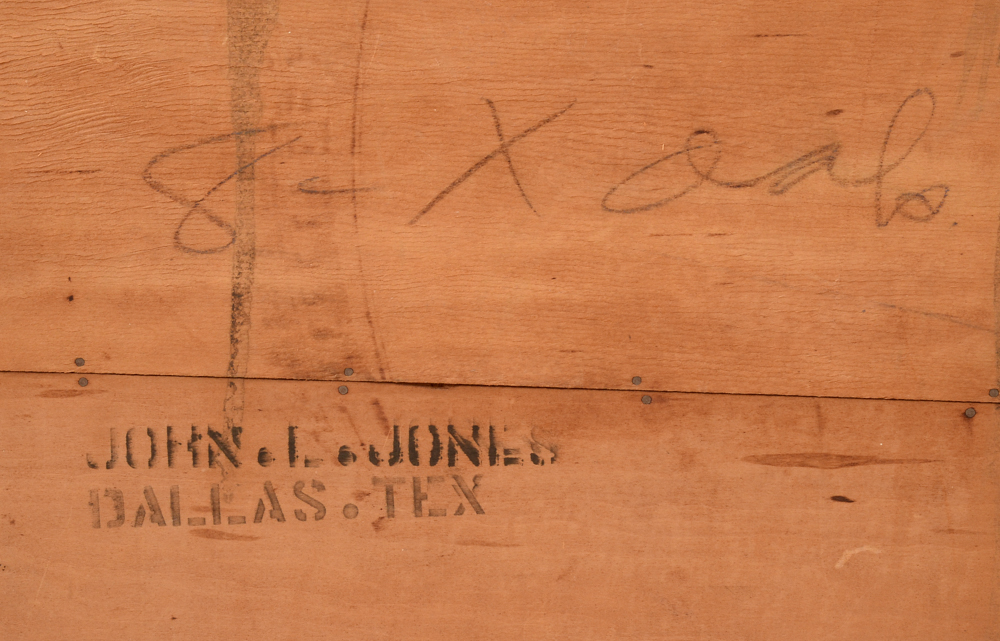 8 - X
JOHN.L.JONES
DALLAS.TEX